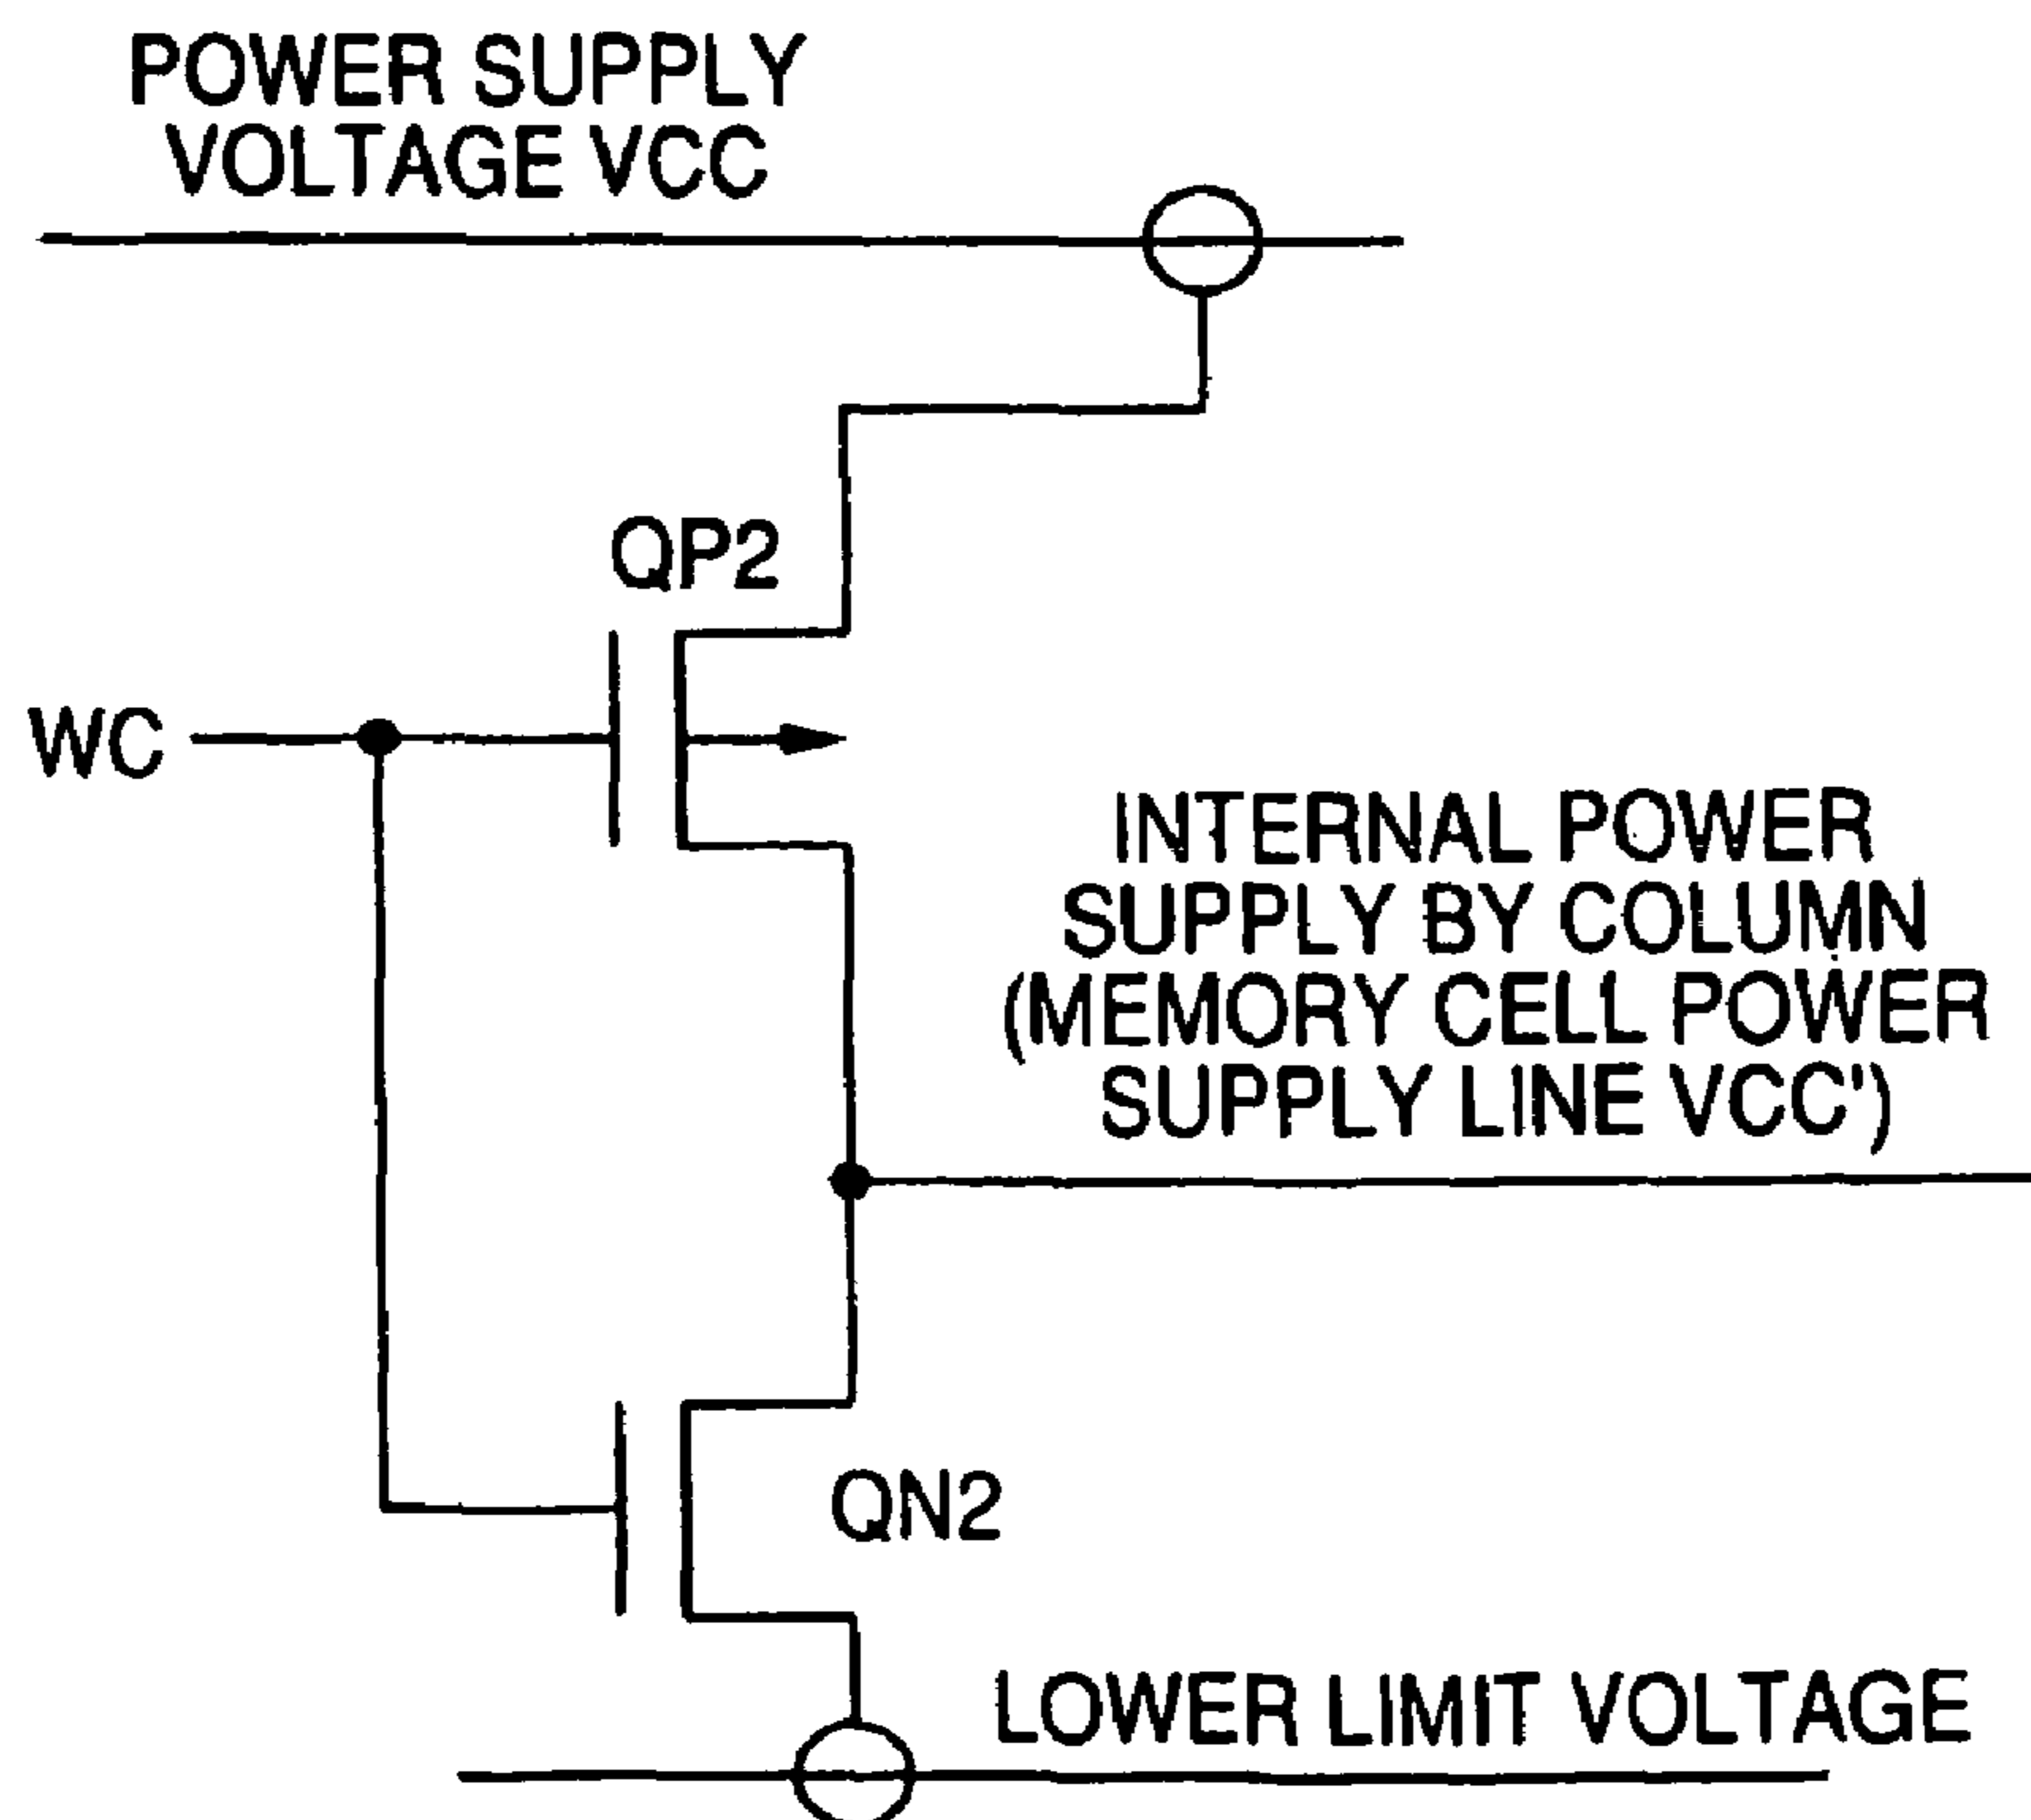 POWER SUPPLY
VOLTAGE VCC
QP2
WC
INTERNAL POWER
SUPPLY BY COLUMN
(MEMORY CELL POWER
SUPPLY LINE VCC')
QN2
LOWER LIMIT VOLTAGE